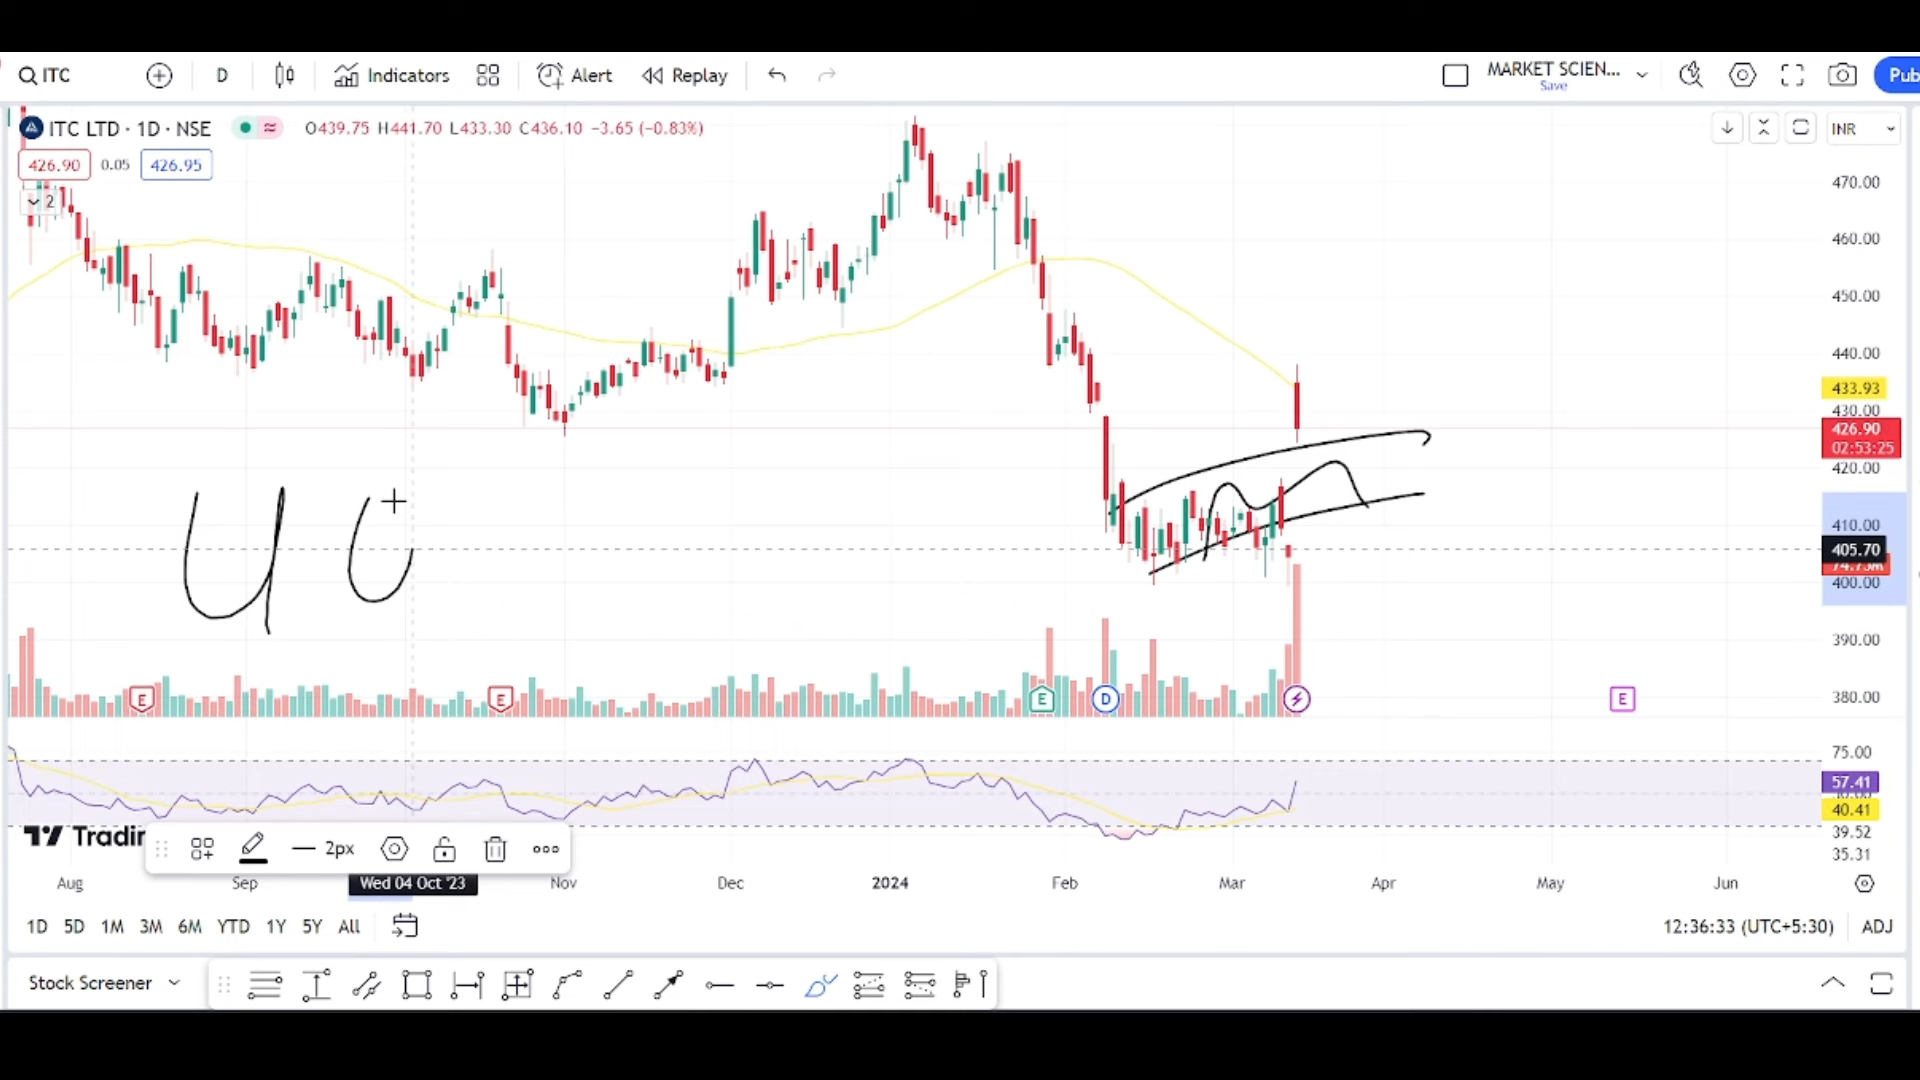 ITC D Indicators Alert Replay MARKET SCIEN... Pub
Save
ITC LTD · 1D · NSE O439.75 H441.70 L433.30 C436.10 −3.65 (−0.83%) INR
426.90 0.05 426.95
2
470.00
460.00
450.00
440.00
433.93
430.00
426.90
02:53:25
420.00
410.00
405.70
400.00
390.00
E E E D E 380.00
75.00
57.41
40.41
39.52
35.31
Tradin 2px
Aug Sep Wed 04 Oct '23 Nov Dec 2024 Feb Mar Apr May Jun
1D 5D 1M 3M 6M YTD 1Y 5Y All 12:36:33 (UTC+5:30) ADJ
Stock Screener